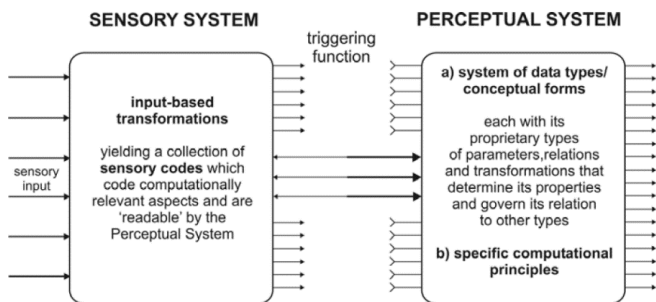 SENSORY SYSTEM
triggering
function
PERCEPTUAL SYSTEM
input-based
transformations
yielding a collection of
sensory codes which
code computationally
relevant aspects and are
‘readable’ by the
Perceptual System
sensory
input
a) system of data types/
conceptual forms
each with its
proprietary types
of parameters,relations
and transformations that
determine its properties
and govern its relation
to other types
b) specific computational
principles